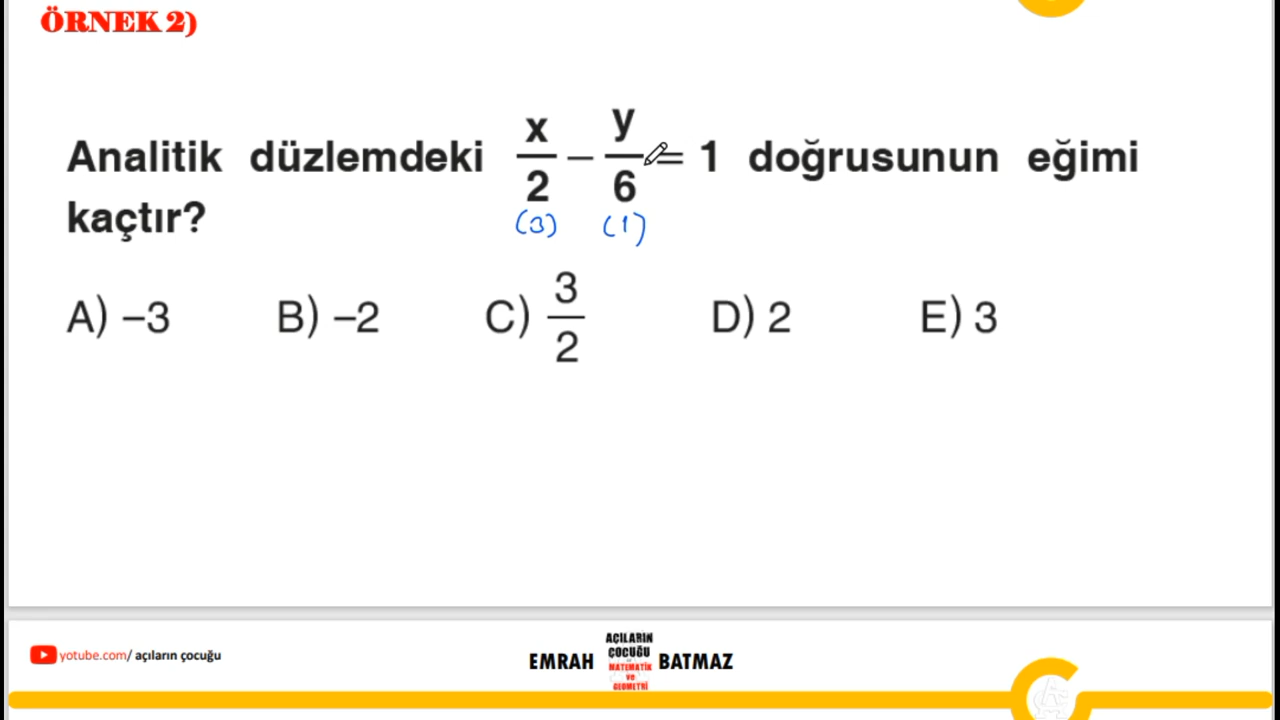 ÖRNEK 2)
Analitik düzlemdeki x/2 − y/6 = 1 doğrusunun eğimi
(3) (1)
kaçtır?
A) –3 B) –2 C) 3/2 D) 2 E) 3
yotube.com/ açıların çocuğu
EMRAH
AÇILARIN
ÇOCUĞU
MATEMATİK
ve
GEOMETRİ
BATMAZ